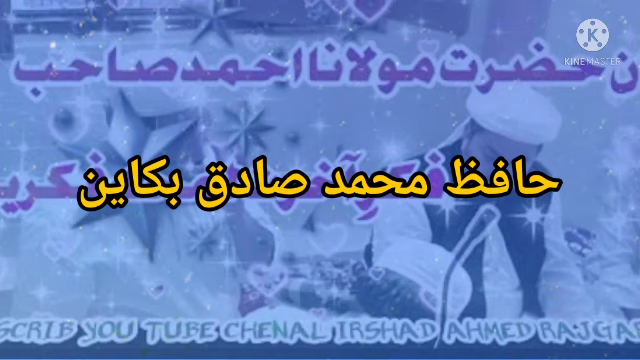 KINEMASTER
ن حضرت مولانا احمد صاحب
حافظ محمد صادق بکاین
SCRIB YOU TUBE CHENAL IRSHAD AHMED RAJGA